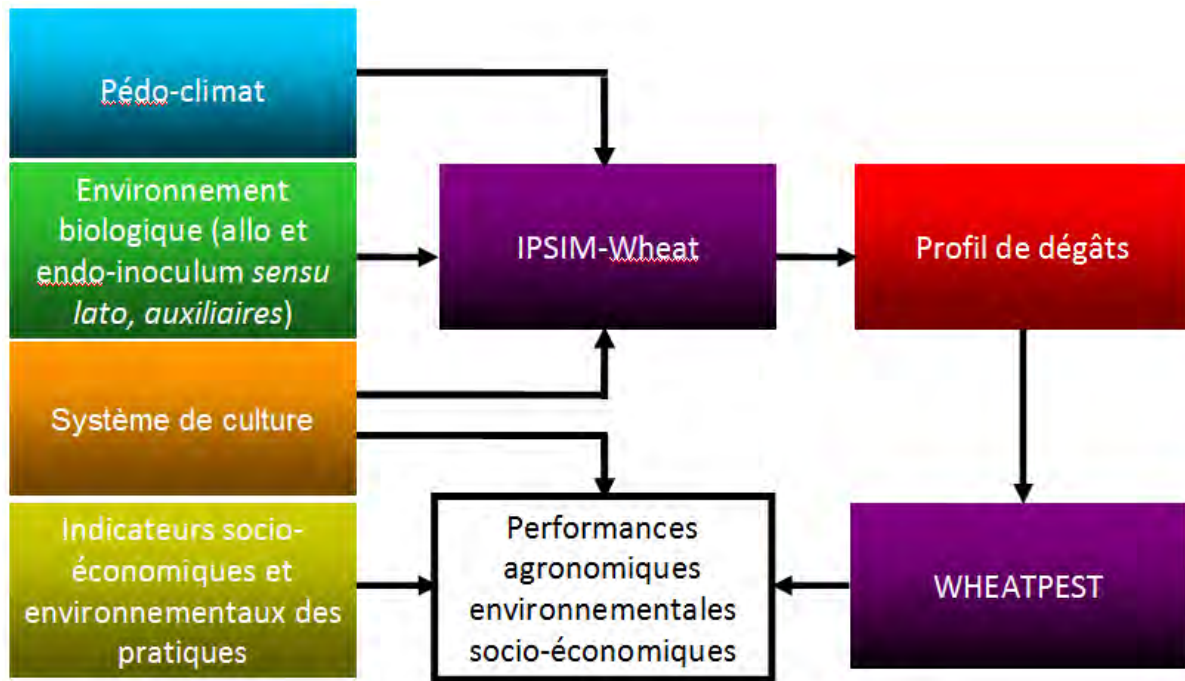 Pédo-climat
Environnement
biologique (allo et
endo-inoculum sensu
lato, auxiliaires)
IPSIM-Wheat
Profil de dégâts
Système de culture
Indicateurs socio-
économiques et
environnementaux des
pratiques
Performances
agronomiques
environnementales
socio-économiques
WHEATPEST